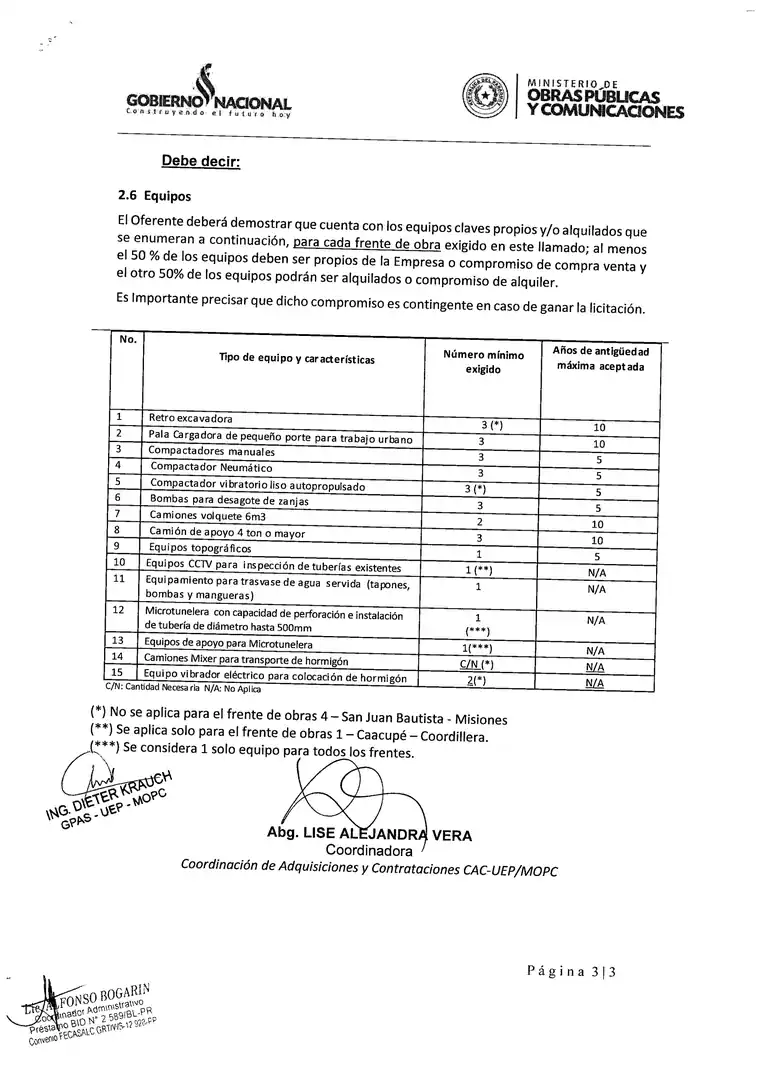 GOBIERNO NACIONAL
Construyendo el futuro hoy
MINISTERIO DE
OBRAS PÚBLICAS
Y COMUNICACIONES
Debe decir:
2.6 Equipos
El Oferente deberá demostrar que cuenta con los equipos claves propios y/o alquilados que
se enumeran a continuación, para cada frente de obra exigido en este llamado; al menos
el 50 % de los equipos deben ser propios de la Empresa o compromiso de compra venta y
el otro 50% de los equipos podrán ser alquilados o compromiso de alquiler.
Es Importante precisar que dicho compromiso es contingente en caso de ganar la licitación.
No. Tipo de equipo y características Número mínimo exigido Años de antigüedad máxima aceptada
1 Retro excavadora 3 (*) 10
2 Pala Cargadora de pequeño porte para trabajo urbano 3 10
3 Compactadores manuales 3 5
4 Compactador Neumático 3 5
5 Compactador vibratorio liso autopropulsado 3 (*) 5
6 Bombas para desagote de zanjas 3 5
7 Camiones volquete 6m3 2 10
8 Camión de apoyo 4 ton o mayor 3 10
9 Equipos topográficos 1 5
10 Equipos CCTV para inspección de tuberías existentes 1 (**) N/A
11 Equipamiento para trasvase de agua servida (tapones, 1 N/A
bombas y mangueras)
12 Microtunelera con capacidad de perforación e instalación 1 N/A
de tubería de diámetro hasta 500mm (***)
13 Equipos de apoyo para Microtunelera 1(***) N/A
14 Camiones Mixer para transporte de hormigón C/N (*) N/A
15 Equipo vibrador eléctrico para colocación de hormigón 2(*) N/A
C/N: Cantidad Necesaria N/A: No Aplica
(*) No se aplica para el frente de obras 4 – San Juan Bautista - Misiones
(**) Se aplica solo para el frente de obras 1 – Caacupé – Coordillera.
(***) Se considera 1 solo equipo para todos los frentes.
ING. DIETER KRAUCH
GPAS - UEP - MOPC
Abg. LISE ALEJANDRA VERA
Coordinadora
Coordinación de Adquisiciones y Contrataciones CAC-UEP/MOPC
Página 3|3
Lic. ALFONSO BOGARIN
Coordinador Administrativo
Préstamo BID N° 2.589/BL-PR
Convenio FECASALC GRT/WS-12 928-PP